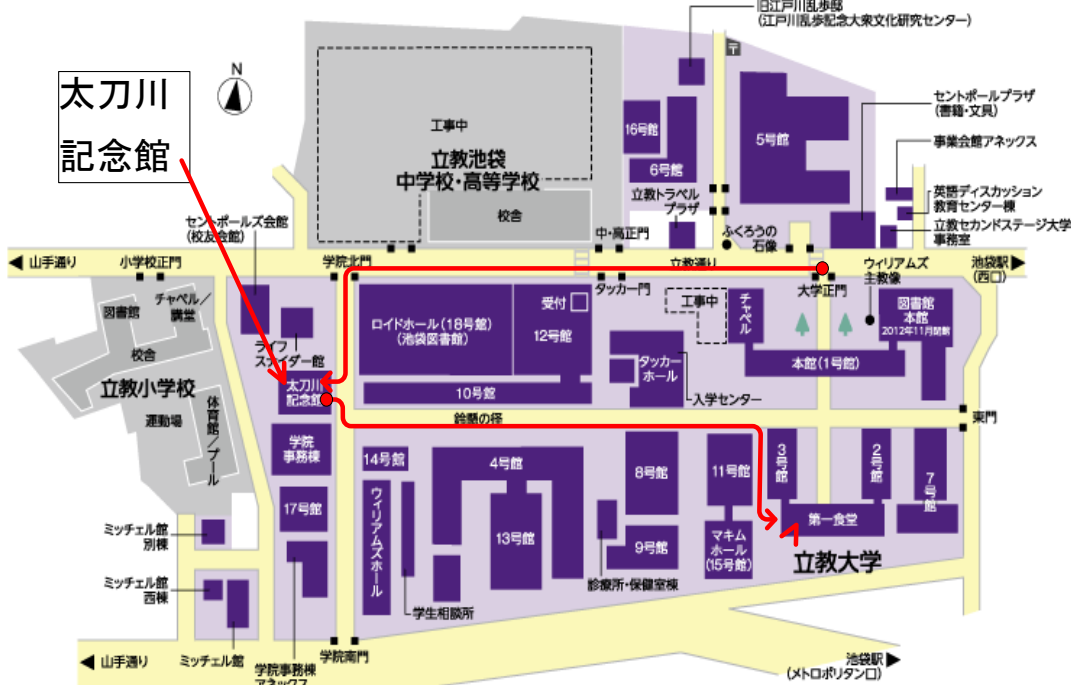 旧江戸川乱歩邸
(江戸川乱歩記念大衆文化研究センター)
太刀川
記念館
N
〒
セントポールプラザ
(書籍・文具)
工事中
立教池袋
中学校・高等学校
校舎
16号館
6号館
5号館
事業会館アネックス
英語ディスカッション
教育センター棟
立教セカンドステージ大学
事務室
立教トラベル
プラザ
セントポールズ会館
(校友会館)
中・高正門
ふくろうの
石像
山手通り
小学校正門
学院北門
立教通り
ウィリアムズ
主教像
池袋駅
(西口)
タッカー門
大学正門
図書館
チャペル/
講堂
校舎
立教小学校
運動場
体育館/プール
ライフ
スナイダー館
ロイドホール(18号館)
(池袋図書館)
受付
12号館
工事中
チャペル
図書館
本館
2012年11月閉館
タッカー
ホール
本館(1号館)
太刀川
記念館
10号館
入学センター
鈴懸の径
東門
学院
事務棟
14号館
4号館
8号館
11号館
3号館
2号館
7号館
17号館
ウィリアムズホール
13号館
第一食堂
ミッチェル館
別棟
9号館
マキム
ホール
(15号館)
立教大学
ミッチェル館
西棟
診療所・保健室棟
学生相談所
山手通り
ミッチェル館
学院事務棟
アネックス
学院南門
池袋駅
(メトロポリタン口)